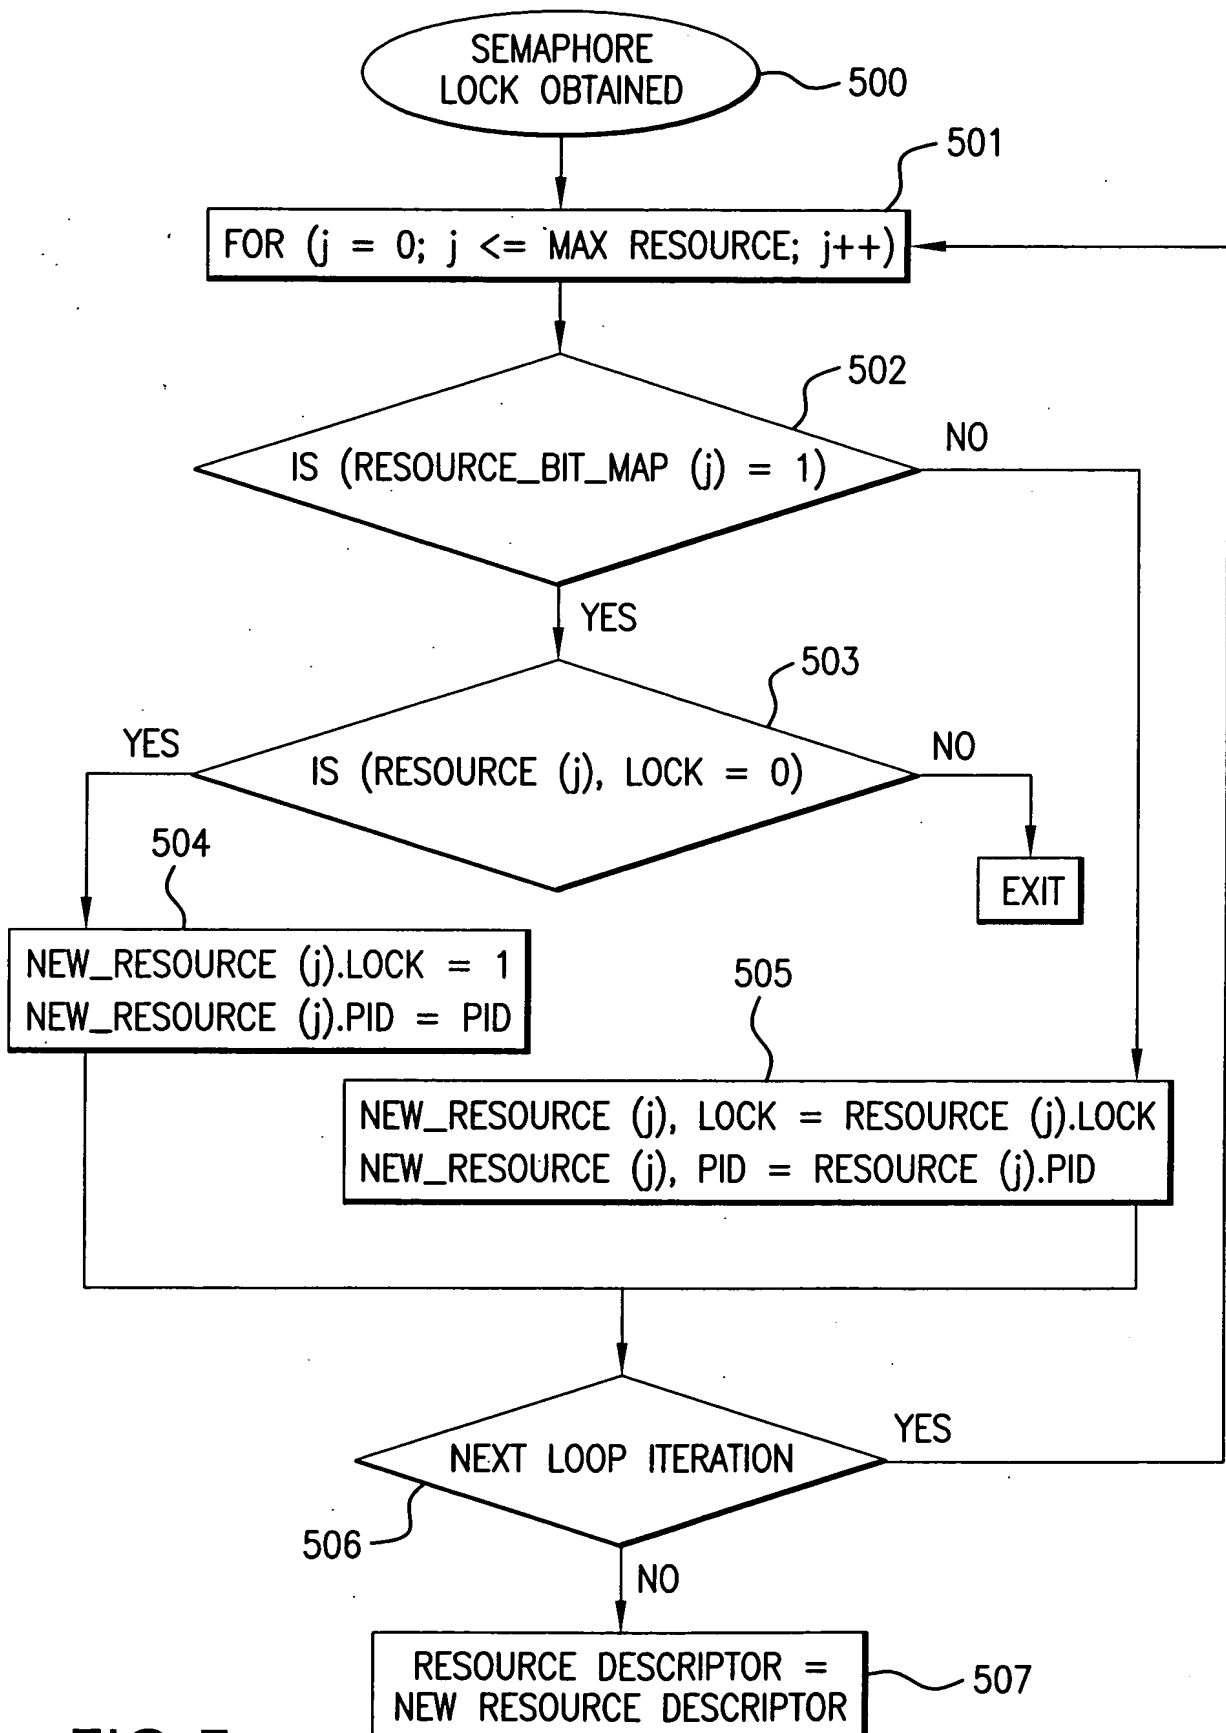 SEMAPHORE
LOCK OBTAINED
500
501
FOR (j = 0; j <= MAX RESOURCE; j++)
502
IS (RESOURCE_BIT_MAP (j) = 1)
NO
YES
503
YES
IS (RESOURCE (j), LOCK = 0)
NO
504
EXIT
NEW_RESOURCE (j).LOCK = 1
NEW_RESOURCE (j).PID = PID
505
NEW_RESOURCE (j), LOCK = RESOURCE (j).LOCK
NEW_RESOURCE (j), PID = RESOURCE (j).PID
NEXT LOOP ITERATION
YES
506
NO
RESOURCE DESCRIPTOR =
NEW RESOURCE DESCRIPTOR
507